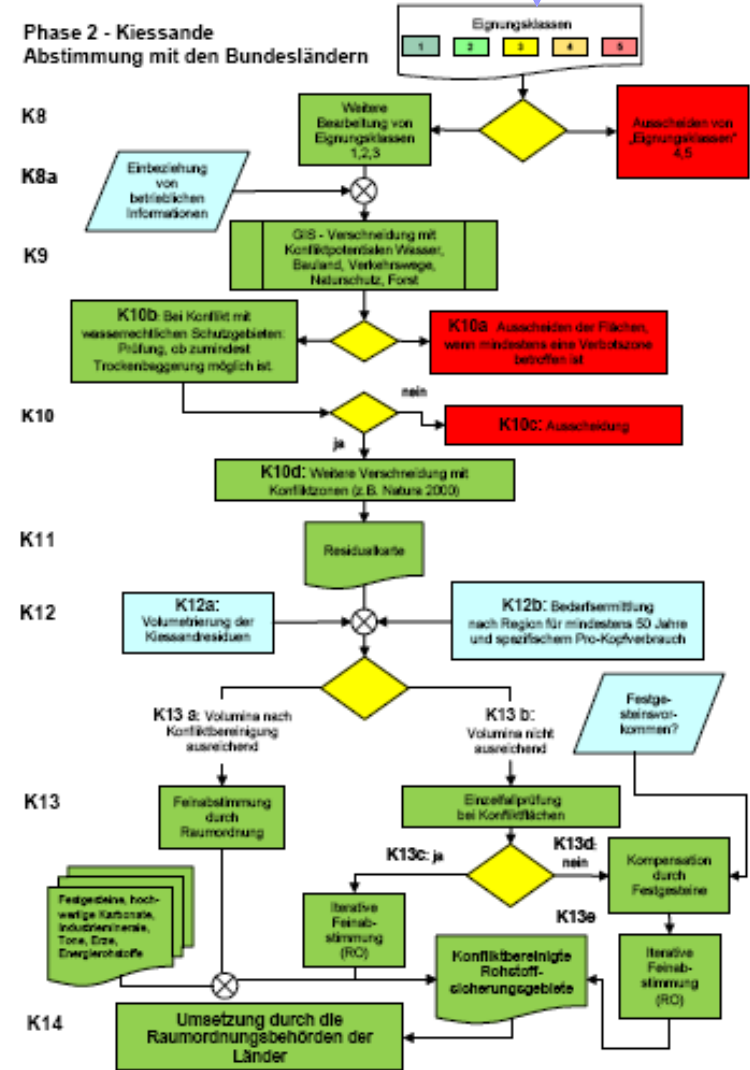 Phase 2 - Kiessande
Abstimmung mit den Bundesländern
Eignungsklassen
1 2 3 4 5
K8
Weitere
Bearbeitung von
Eignungsklassen
1,2,3
Ausscheiden von
„Eignungsklassen"
4,5
K8a
Einbeziehung
von
betrieblichen
Informationen
K9
GIS - Verschneidung mit
Konfliktpotentialen Wasser,
Bauland, Verkehrswege,
Naturschutz, Forst
K10b: Bei Konflikt mit
wasserrechtlichen Schutzgebieten:
Prüfung, ob zumindest
Trockenbaggerung möglich ist.
K10a Ausscheiden der Flächen,
wenn mindestens eine Verbotszone
betroffen ist
K10
nein
K10c: Ausscheidung
ja
K10d: Weitere Verschneidung mit
Konfliktzonen (z.B. Natura 2000)
K11
Residualkarte
K12
K12a:
Volumetrierung der
Kiessandresiduen
K12b: Bedarfsermittlung
nach Region für mindestens 50 Jahre
und spezifischem Pro-Kopfverbrauch
K13 a: Volumina nach
Konfliktbereinigung
ausreichend
K13 b:
Volumina nicht
ausreichend
Festge-
steinsvor-
kommen?
K13
Feinabstimmung
durch
Raumordnung
Einzelfallprüfung
bei Konfliktflächen
K13c: ja
K13d:
nein
Kompensation
durch
Festgesteine
Festgesteine, hoch-
wertige Karbonate,
Industrieminerale,
Tone, Erze,
Energierohstoffe
Iterative
Feinab-
stimmung
(RO)
K13e
Konfliktbereinigte
Rohstoff-
sicherungsgebiete
Iterative
Feinab-
stimmung
(RO)
K14
Umsetzung durch die
Raumordnungsbehörden der
Länder